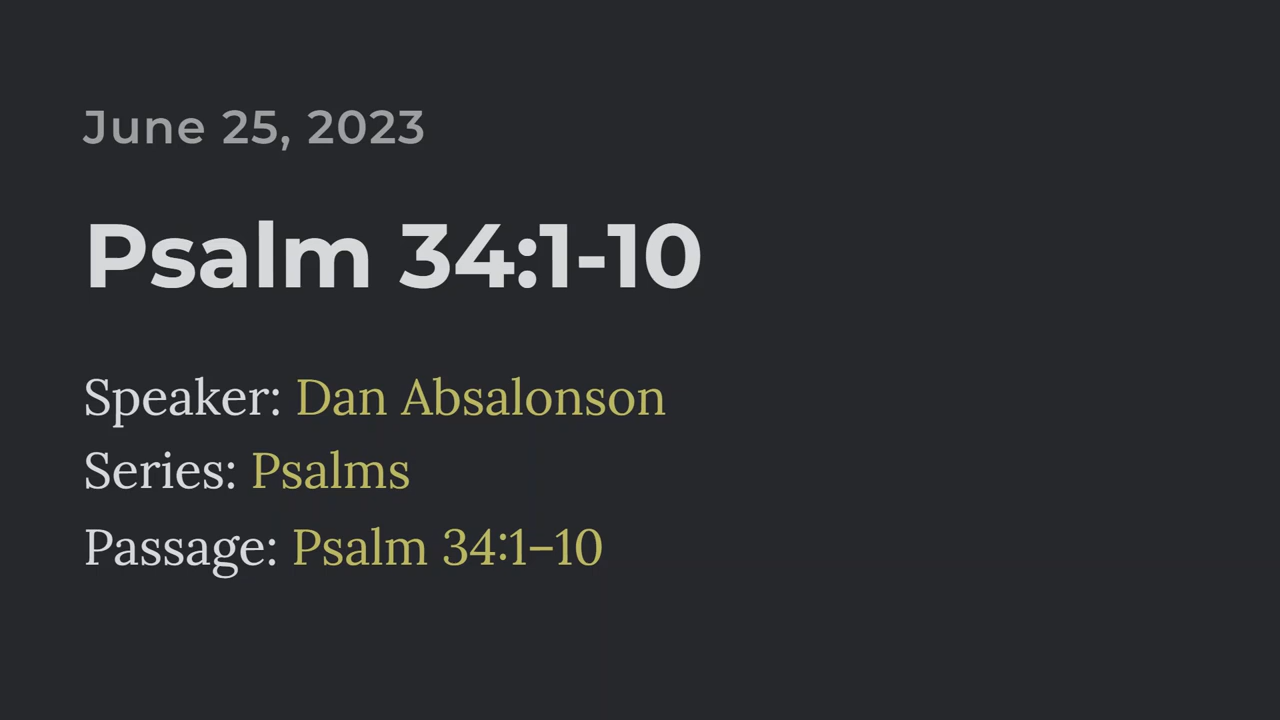 June 25, 2023
Psalm 34:1-10
Speaker: Dan Absalonson
Series: Psalms
Passage: Psalm 34:1–10